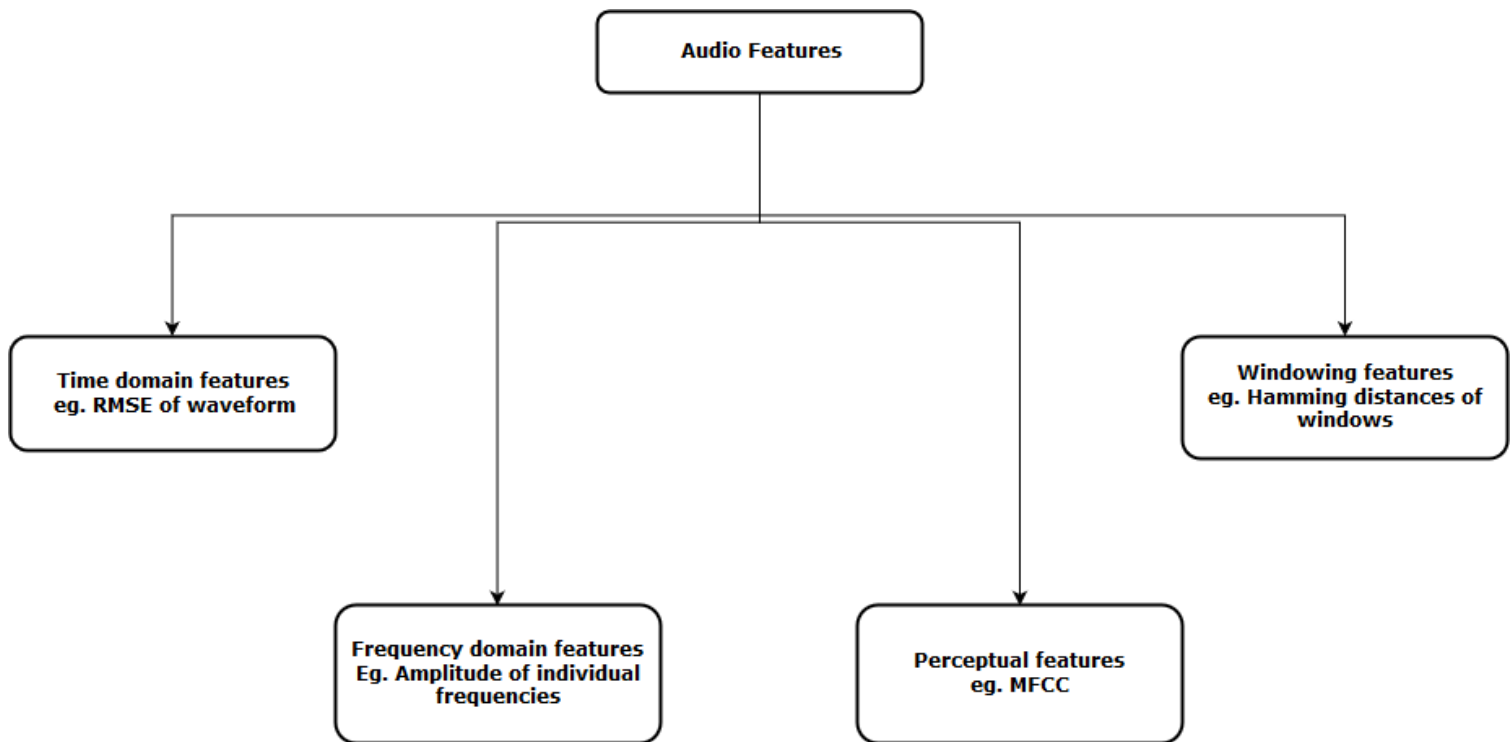 Audio Features
Time domain features
eg. RMSE of waveform
Windowing features
eg. Hamming distances of
windows
Frequency domain features
Eg. Amplitude of individual
frequencies
Perceptual features
eg. MFCC